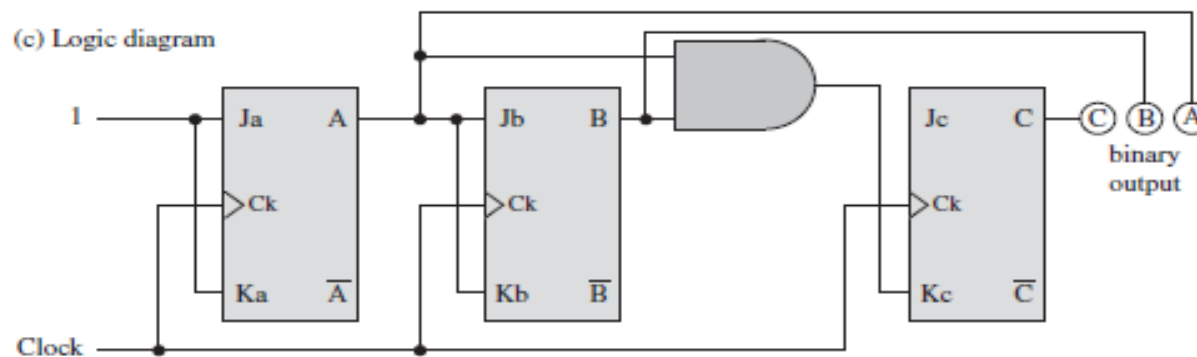 (c) Logic diagram
1
Ja A
Jb B
Jc C
C B A
binary
output
Ck
Ck
Ck
Ka A̅
Kb B̅
Kc C̅
Clock